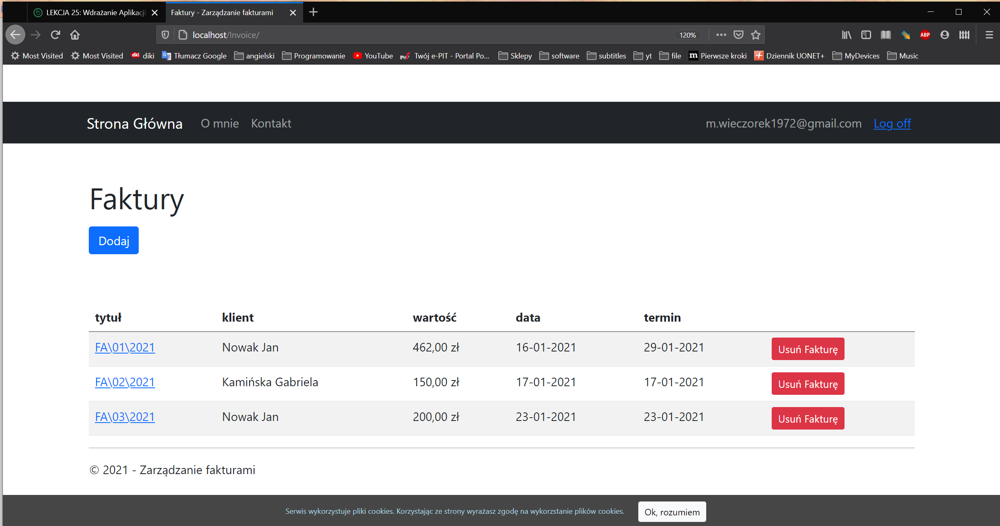 LEKCJA 25: Wdrażanie Aplikacji
Faktury - Zarządzanie fakturami
localhost/Invoice/
120%
ABP
Most Visited
Most Visited
diki diki
Tłumacz Google
angielski
Programowanie
YouTube
Twój e-PIT - Portal Po...
Sklepy
software
subtitles
yt
file
m Pierwsze kroki
Dziennik UONET+
MyDevices
Music
Strona Główna O mnie Kontakt m.wieczorek1972@gmail.com Log off
Faktury
Dodaj
tytuł klient wartość data termin
FA\01\2021 Nowak Jan 462,00 zł 16-01-2021 29-01-2021 Usuń Fakturę
FA\02\2021 Kamińska Gabriela 150,00 zł 17-01-2021 17-01-2021 Usuń Fakturę
FA\03\2021 Nowak Jan 200,00 zł 23-01-2021 23-01-2021 Usuń Fakturę
© 2021 - Zarządzanie fakturami
Serwis wykorzystuje pliki cookies. Korzystając ze strony wyrażasz zgodę na wykorzstanie plików cookies. Ok, rozumiem